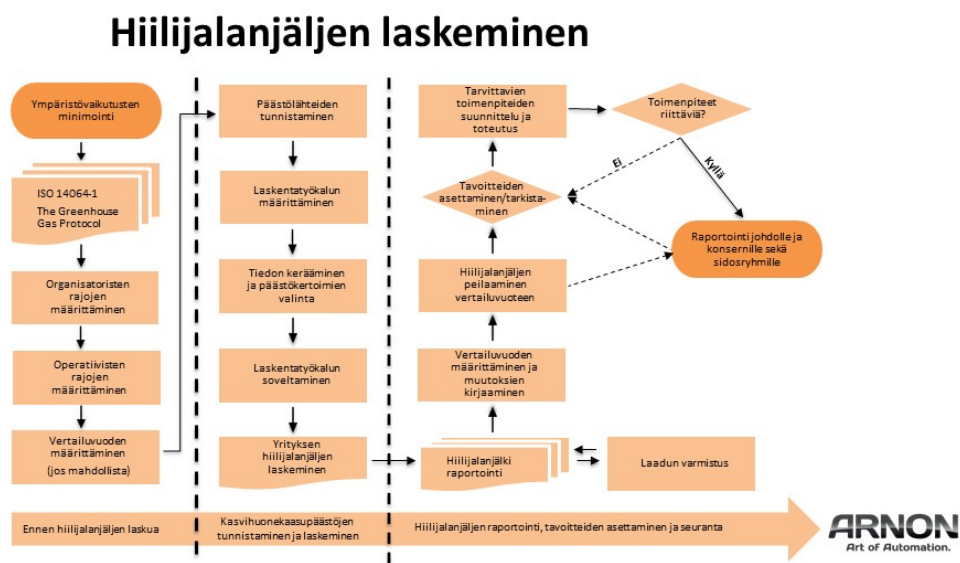 Hiilijalanjäljen laskeminen
Ympäristövaikutusten
minimointi
ISO 14064-1
The Greenhouse
Gas Protocol
Organisatoristen
rajojen
määrittäminen
Operatiivisten
rajojen
määrittäminen
Vertailuvuoden
määrittäminen
(jos mahdollista)
Päästölähteiden
tunnistaminen
Laskentatyökalun
määrittäminen
Tiedon kerääminen
ja päästökertoimien
valinta
Laskentatyökalun
soveltaminen
Yrityksen
hiilijalanjäljen
laskeminen
Tarvittavien
toimenpiteiden
suunnittelu ja
toteutus
Toimenpiteet
riittäviä?
Ei
Kyllä
Tavoitteiden
asettaminen/tarkista-
minen
Raportointi johdolle ja
konsernille sekä
sidosryhmille
Hiilijalanjäljen
peilaaminen
vertailuvuoteen
Vertailuvuoden
määrittäminen ja
muutoksien
kirjaaminen
Hiilijalanjälki
raportointi
Laadun varmistus
Ennen hiilijalanjäljen laskua
Kasvihuonekaasupäästöjen
tunnistaminen ja laskeminen
Hiilijalanjäljen raportointi, tavoitteiden asettaminen ja seuranta
ARNON
Art of Automation.